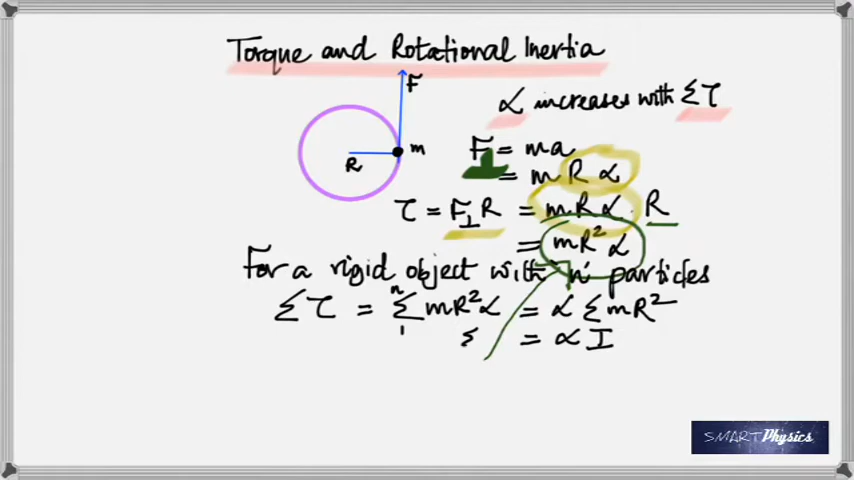 Torque and Rotational Inertia
F
α increases with Στ
m
R
F⊥ = ma
= mRα
τ = F⊥R = mRα · R
= mR²α
For a rigid object with 'n' particles
Στ = Σ₁ⁿ mR²α = α Σ mR²
Σ = α I
SMARTPhysics